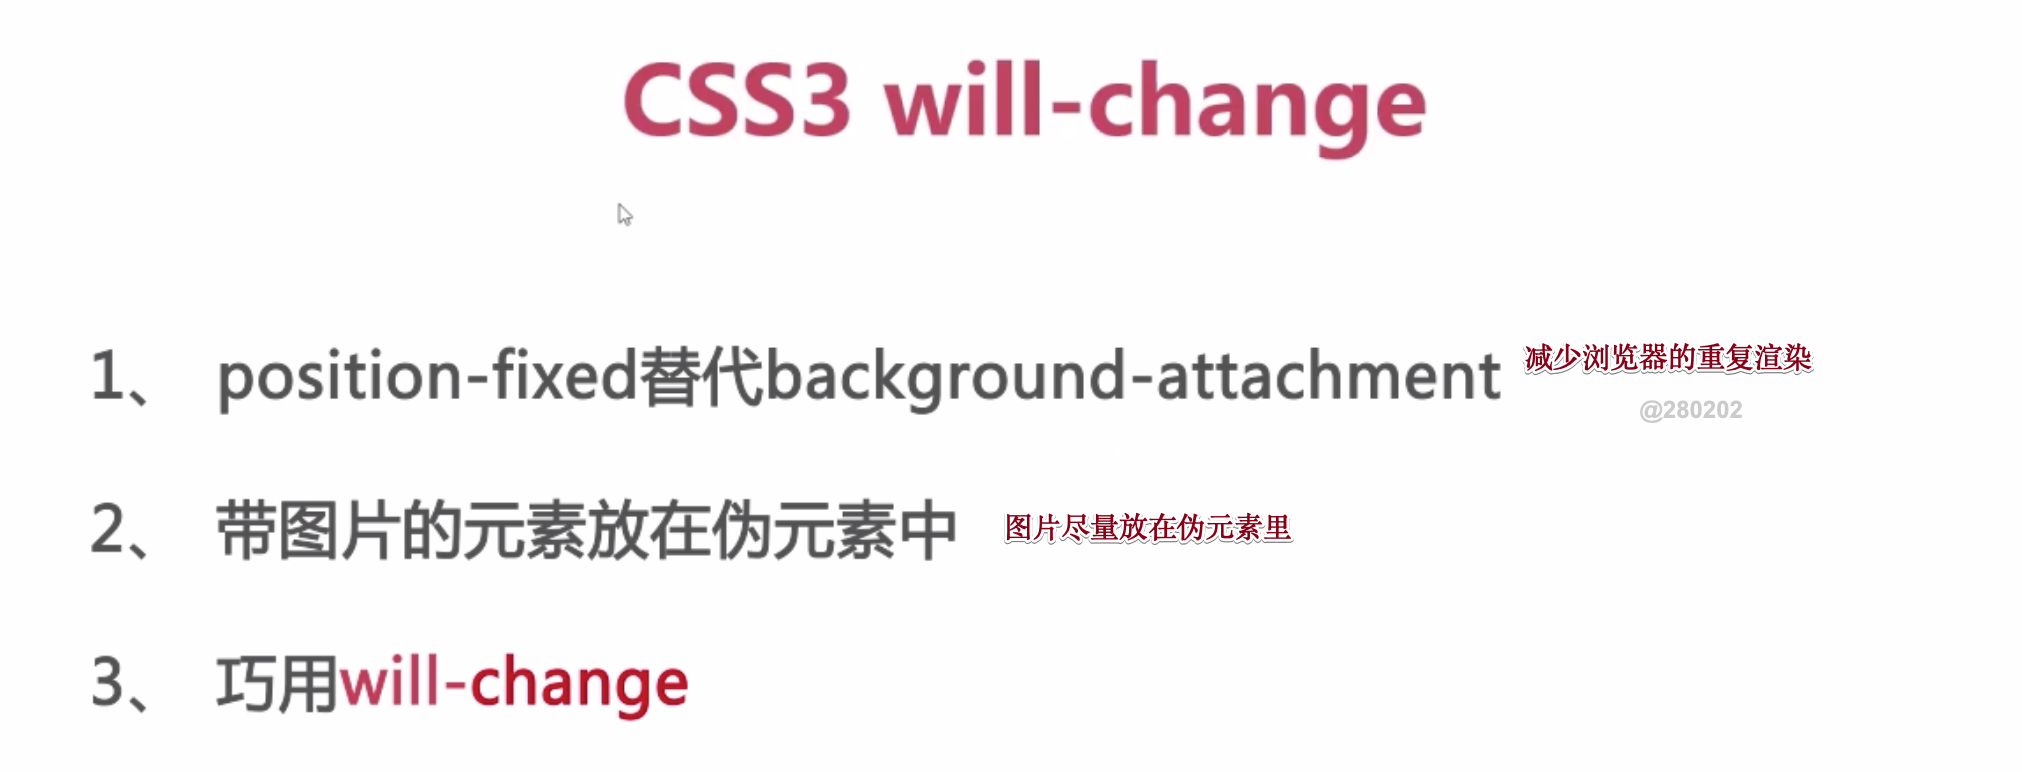 CSS3 will-change
1、 position-fixed替代background-attachment 减少浏览器的重复渲染
@280202
2、 带图片的元素放在伪元素中 图片尽量放在伪元素里
3、 巧用will-change